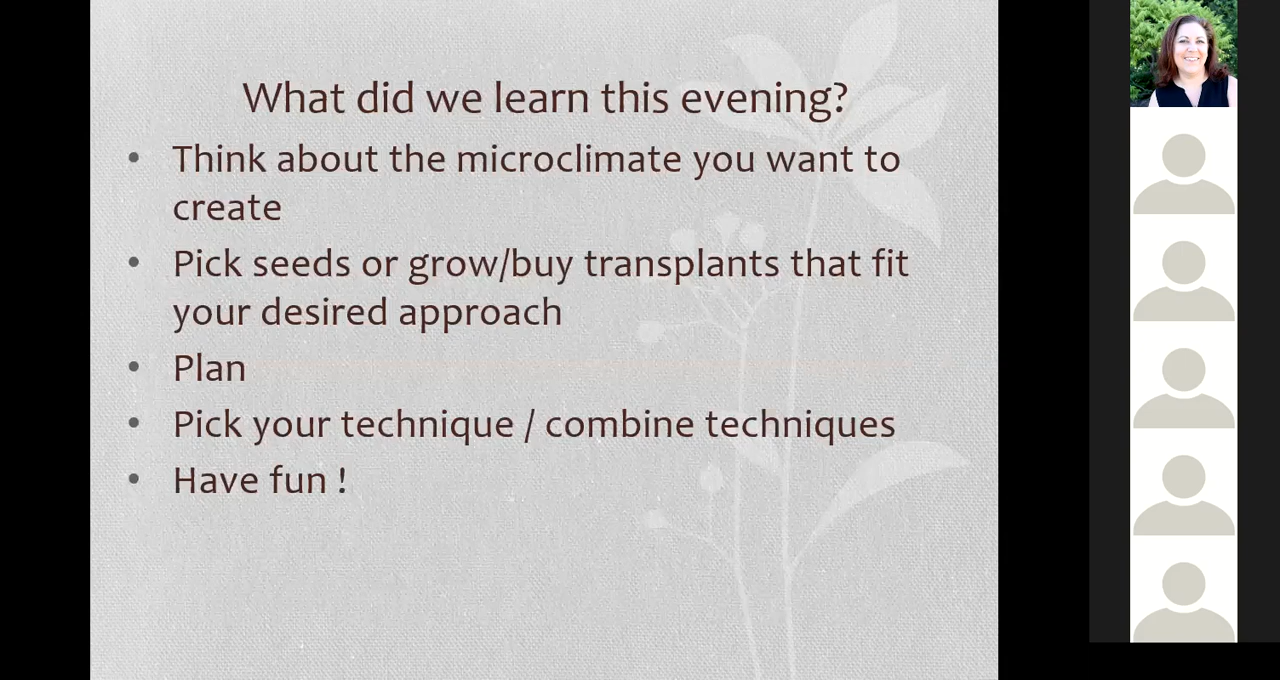 What did we learn this evening?
• Think about the microclimate you want to
create
• Pick seeds or grow/buy transplants that fit
your desired approach
• Plan
• Pick your technique / combine techniques
• Have fun !